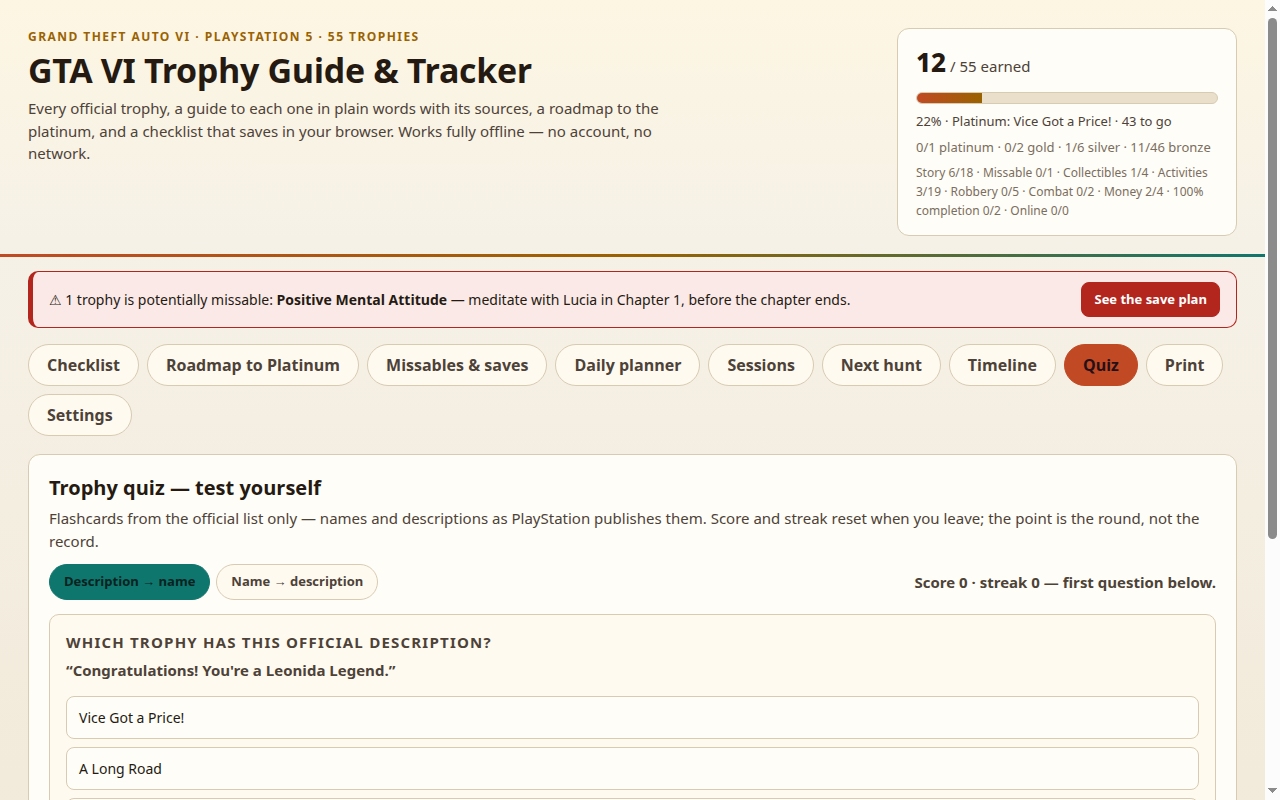 GRAND THEFT AUTO VI · PLAYSTATION 5 · 55 TROPHIES
GTA VI Trophy Guide & Tracker
Every official trophy, a guide to each one in plain words with its sources, a roadmap to the
platinum, and a checklist that saves in your browser. Works fully offline — no account, no
network.
12 / 55 earned
22% · Platinum: Vice Got a Price! · 43 to go
0/1 platinum · 0/2 gold · 1/6 silver · 11/46 bronze
Story 6/18 · Missable 0/1 · Collectibles 1/4 · Activities
3/19 · Robbery 0/5 · Combat 0/2 · Money 2/4 · 100%
completion 0/2 · Online 0/0
⚠ 1 trophy is potentially missable: Positive Mental Attitude — meditate with Lucia in Chapter 1, before the chapter ends.
See the save plan
Checklist
Roadmap to Platinum
Missables & saves
Daily planner
Sessions
Next hunt
Timeline
Quiz
Print
Settings
Trophy quiz — test yourself
Flashcards from the official list only — names and descriptions as PlayStation publishes them. Score and streak reset when you leave; the point is the round, not the
record.
Description → name
Name → description
Score 0 · streak 0 — first question below.
WHICH TROPHY HAS THIS OFFICIAL DESCRIPTION?
“Congratulations! You're a Leonida Legend.”
Vice Got a Price!
A Long Road